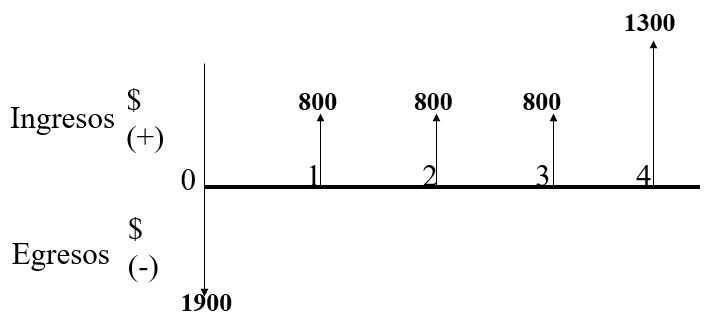 1300
800 800 800
Ingresos $
(+)
0 1 2 3 4
Egresos $
(-)
1900